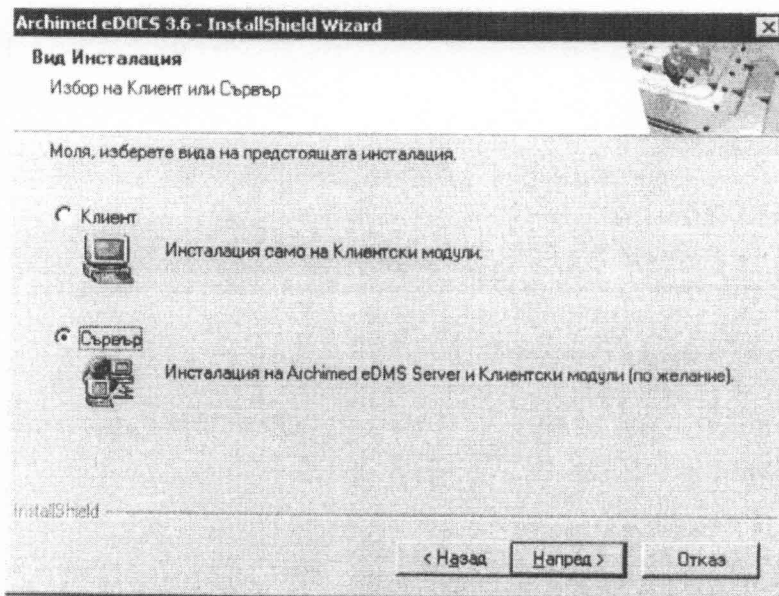 Archimed eDOCS 3.6 - InstallShield Wizard
Вид Инсталация
Избор на Клиент или Сървър
Моля, изберете вида на предстоящата инсталация.
Клиент
Инсталация само на Клиентски модули.
Сървър
Инсталация на Archimed eDMS Server и Клиентски модули (по желание).
InstallShield
< Назад
Напред >
Отказ